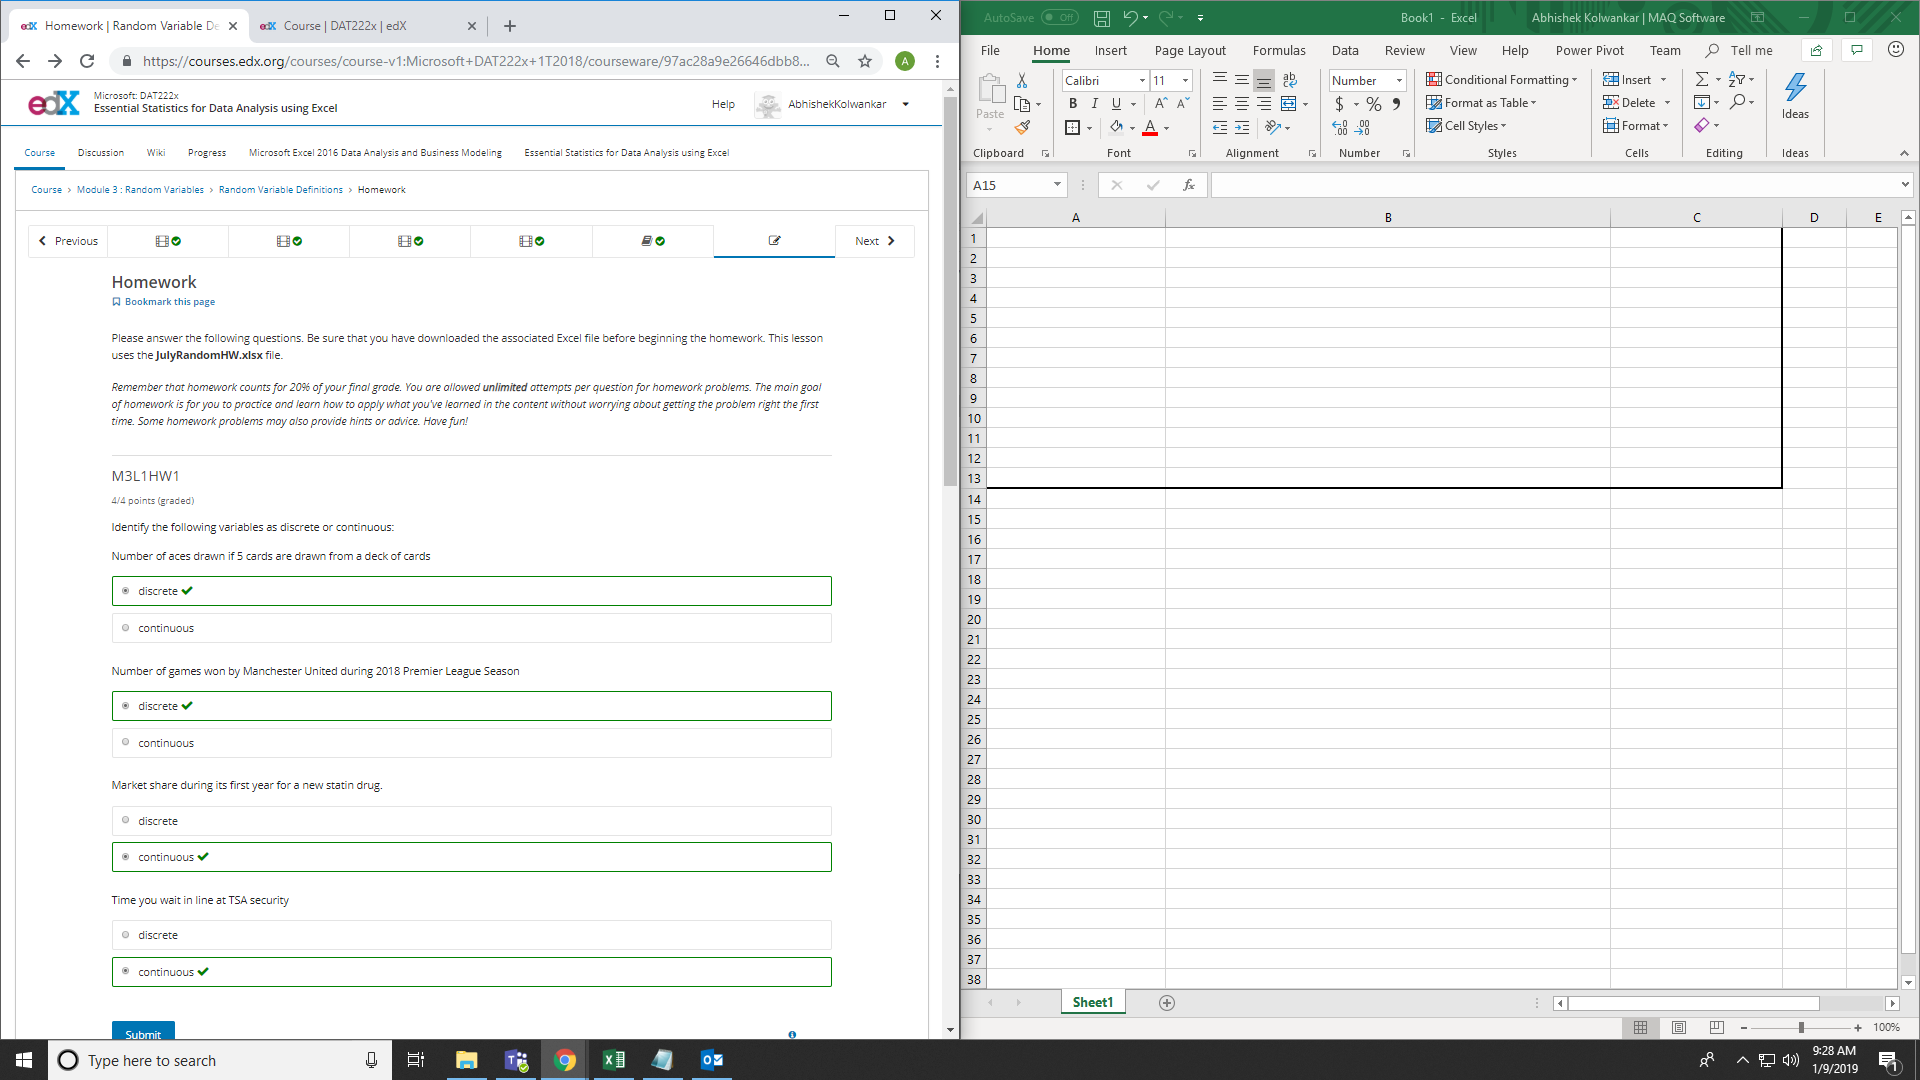 Homework | Random Variable De
Course | DAT222x | edX
https://courses.edx.org/courses/course-v1:Microsoft+DAT222x+1T2018/courseware/97ac28a9e26646dbb8...
A
edX
Microsoft: DAT222x
Essential Statistics for Data Analysis using Excel
Help
AbhishekKolwankar
Course
Discussion
Wiki
Progress
Microsoft Excel 2016 Data Analysis and Business Modeling
Essential Statistics for Data Analysis using Excel
Course > Module 3 : Random Variables > Random Variable Definitions > Homework
Previous
Next
Homework
Bookmark this page
Please answer the following questions. Be sure that you have downloaded the associated Excel file before beginning the homework. This lesson
uses the JulyRandomHW.xlsx file.
Remember that homework counts for 20% of your final grade. You are allowed unlimited attempts per question for homework problems. The main goal
of homework is for you to practice and learn how to apply what you've learned in the content without worrying about getting the problem right the first
time. Some homework problems may also provide hints or advice. Have fun!
M3L1HW1
4/4 points (graded)
Identify the following variables as discrete or continuous:
Number of aces drawn if 5 cards are drawn from a deck of cards
discrete
continuous
Number of games won by Manchester United during 2018 Premier League Season
discrete
continuous
Market share during its first year for a new statin drug.
discrete
continuous
Time you wait in line at TSA security
discrete
continuous
Submit
AutoSave Off
Book1 - Excel
Abhishek Kolwankar | MAQ Software
File Home Insert Page Layout Formulas Data Review View Help Power Pivot Team Tell me
Paste
Clipboard
Calibri 11
B I U
Font
Alignment
Number
$ % 9
Number
Conditional Formatting
Format as Table
Cell Styles
Styles
Insert
Delete
Format
Cells
Editing
Ideas
Ideas
A15
fx
A B C D E
1
2
3
4
5
6
7
8
9
10
11
12
13
14
15
16
17
18
19
20
21
22
23
24
25
26
27
28
29
30
31
32
33
34
35
36
37
38
Sheet1
100%
Type here to search
9:28 AM
1/9/2019
1